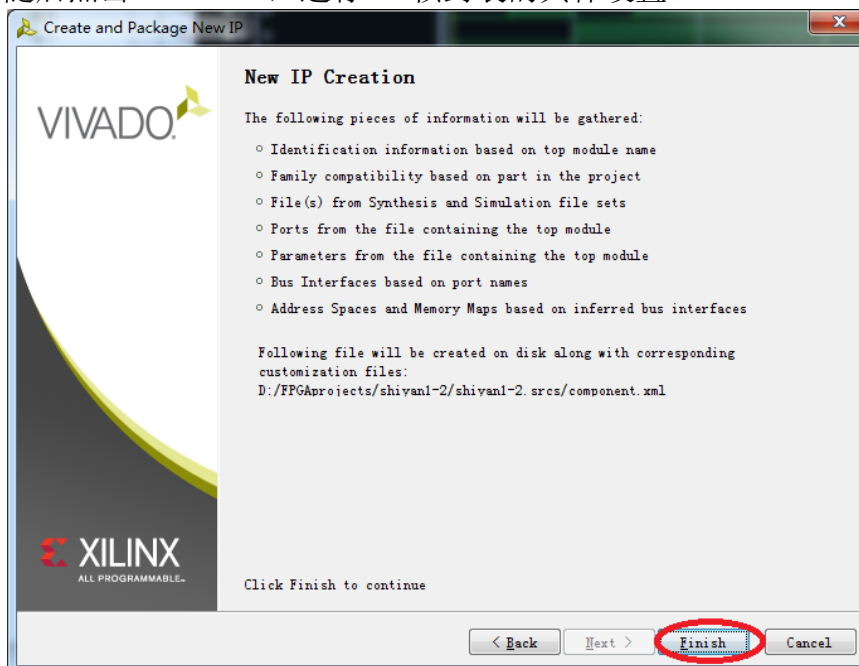 Create and Package New IP
New IP Creation
VIVADO.
The following pieces of information will be gathered:
○ Identification information based on top module name
○ Family compatibility based on part in the project
○ File(s) from Synthesis and Simulation file sets
○ Ports from the file containing the top module
○ Parameters from the file containing the top module
○ Bus Interfaces based on port names
○ Address Spaces and Memory Maps based on inferred bus interfaces
Following file will be created on disk along with corresponding
customization files:
D:/FPGAprojects/shiyan1-2/shiyan1-2.srcs/component.xml
XILINX
ALL PROGRAMMABLE™
Click Finish to continue
< Back Next > Finish Cancel